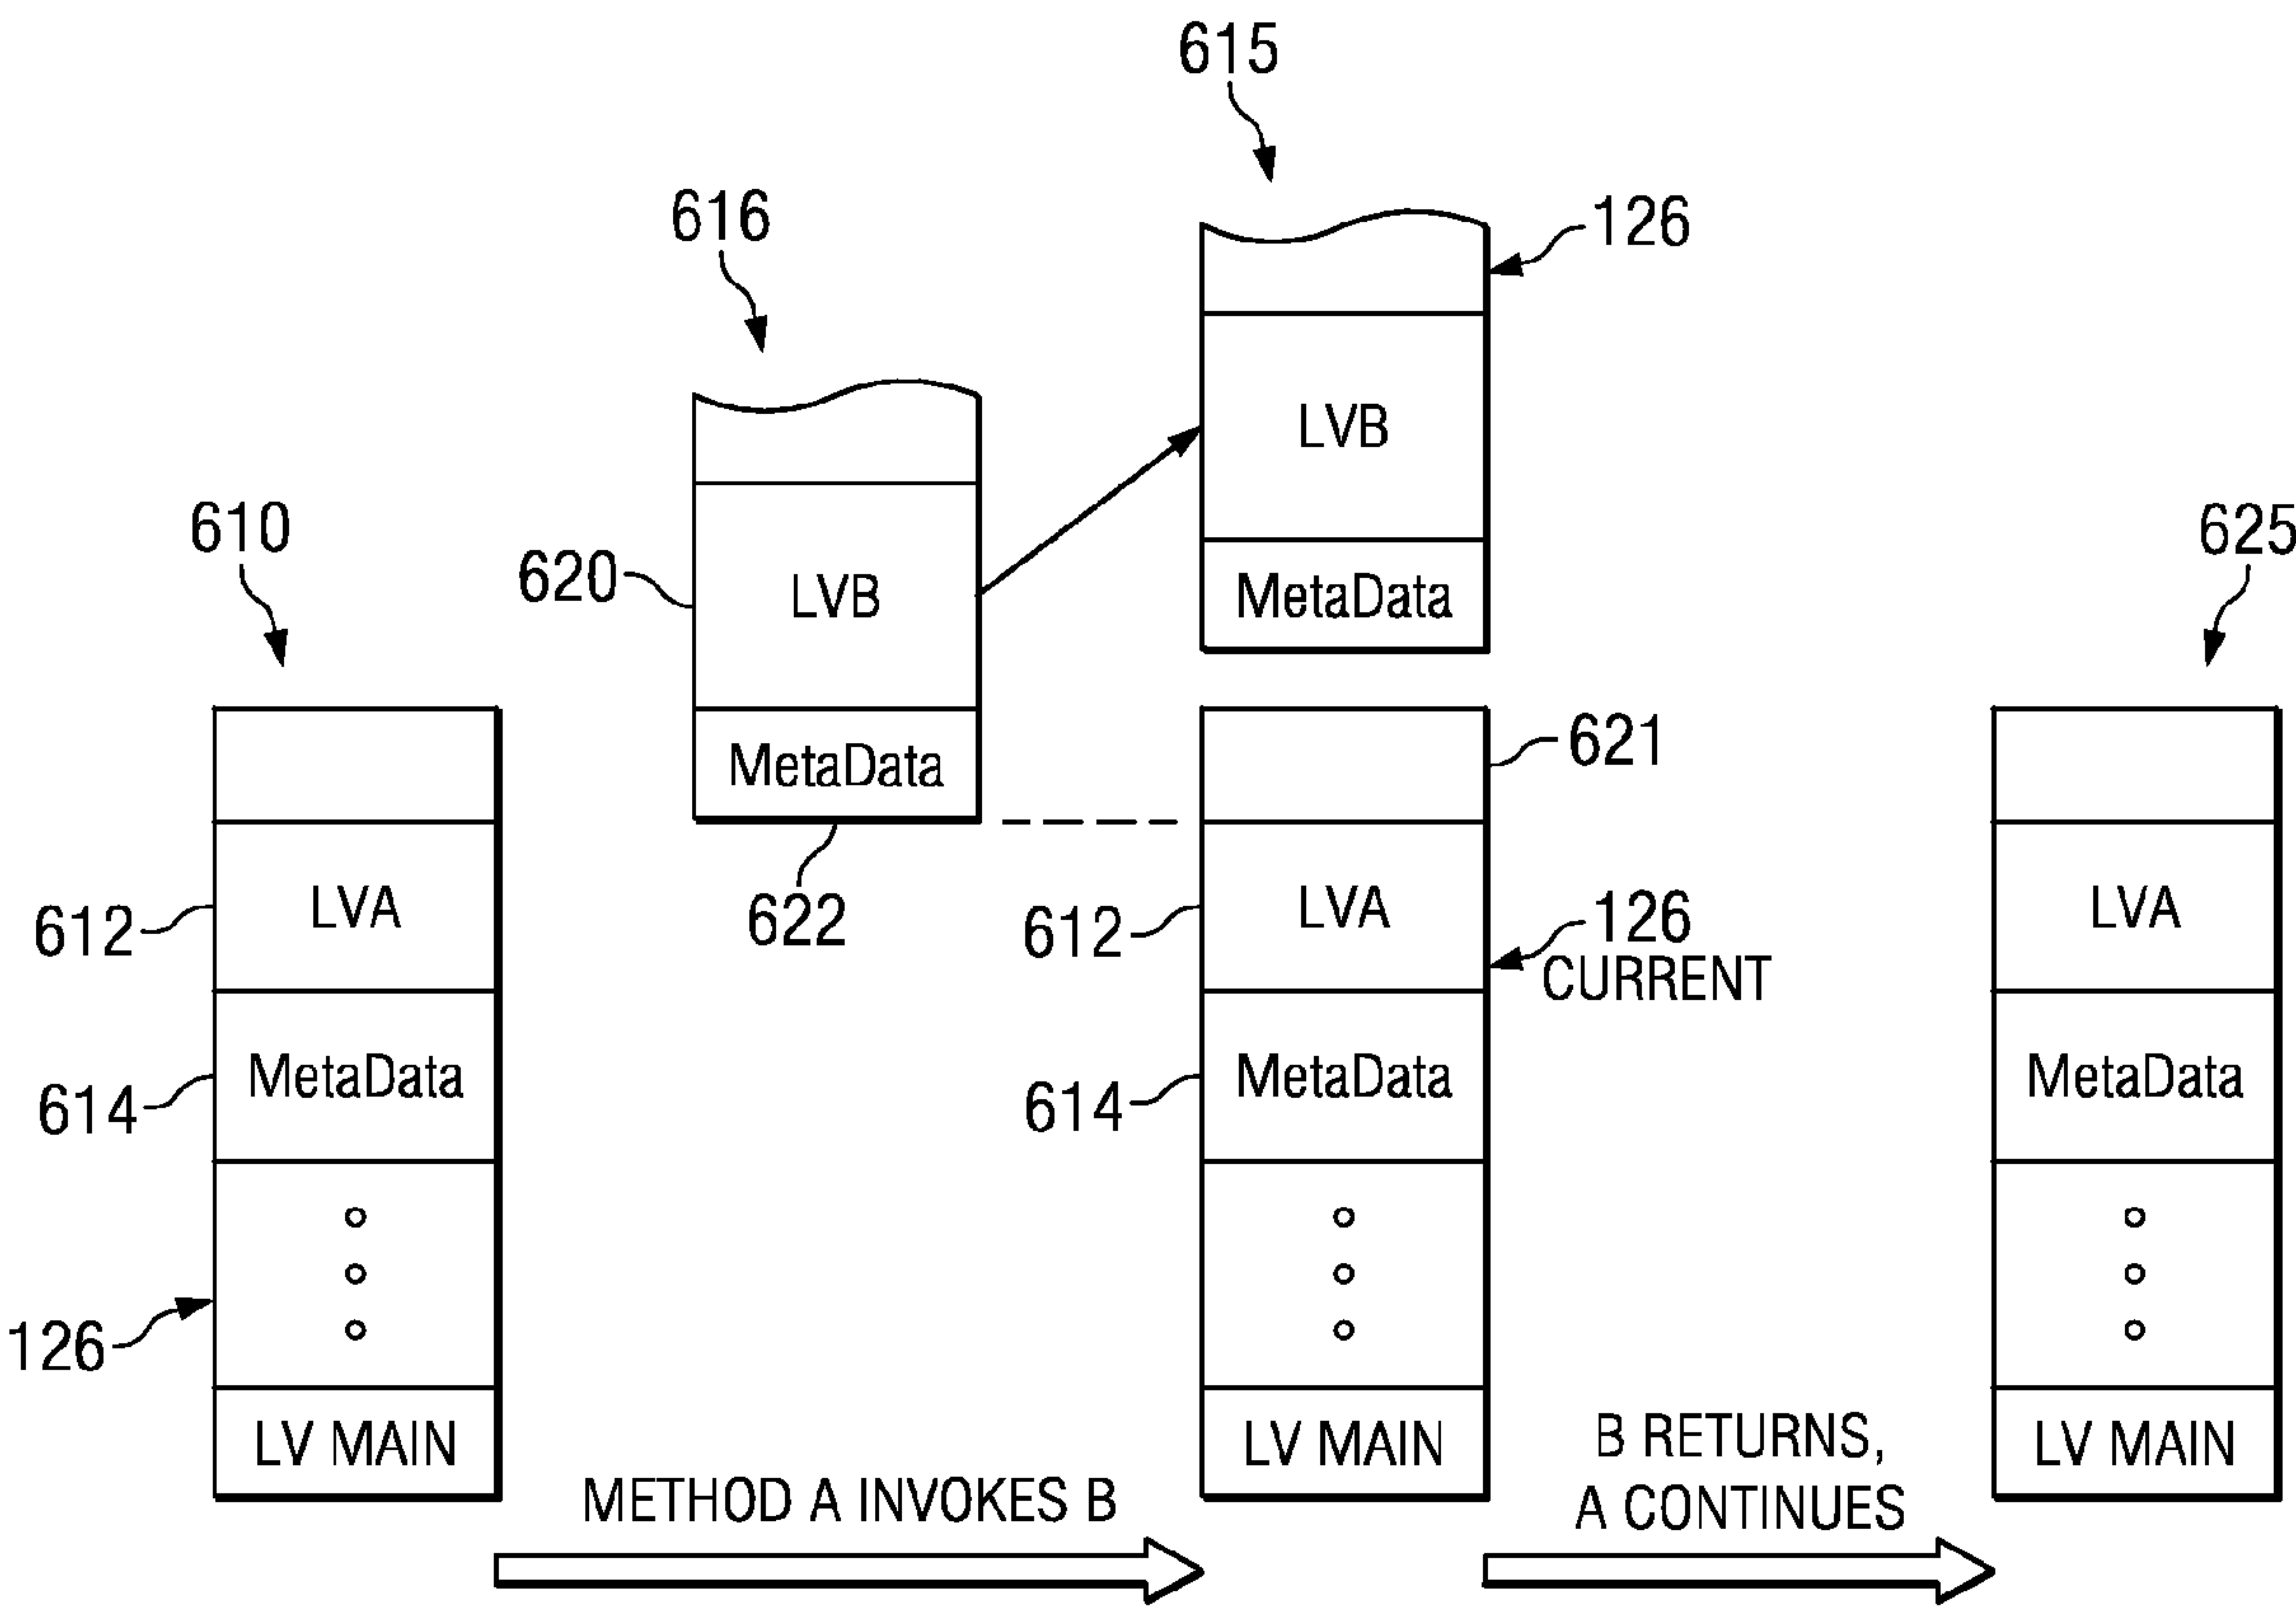 615
616
126
LVB
610
625
620
LVB
MetaData
621
MetaData
612
LVA
622
612
LVA
126
CURRENT
LVA
614
MetaData
614
MetaData
MetaData
126
LV MAIN
LV MAIN
LV MAIN
METHOD A INVOKES B
B RETURNS,
A CONTINUES